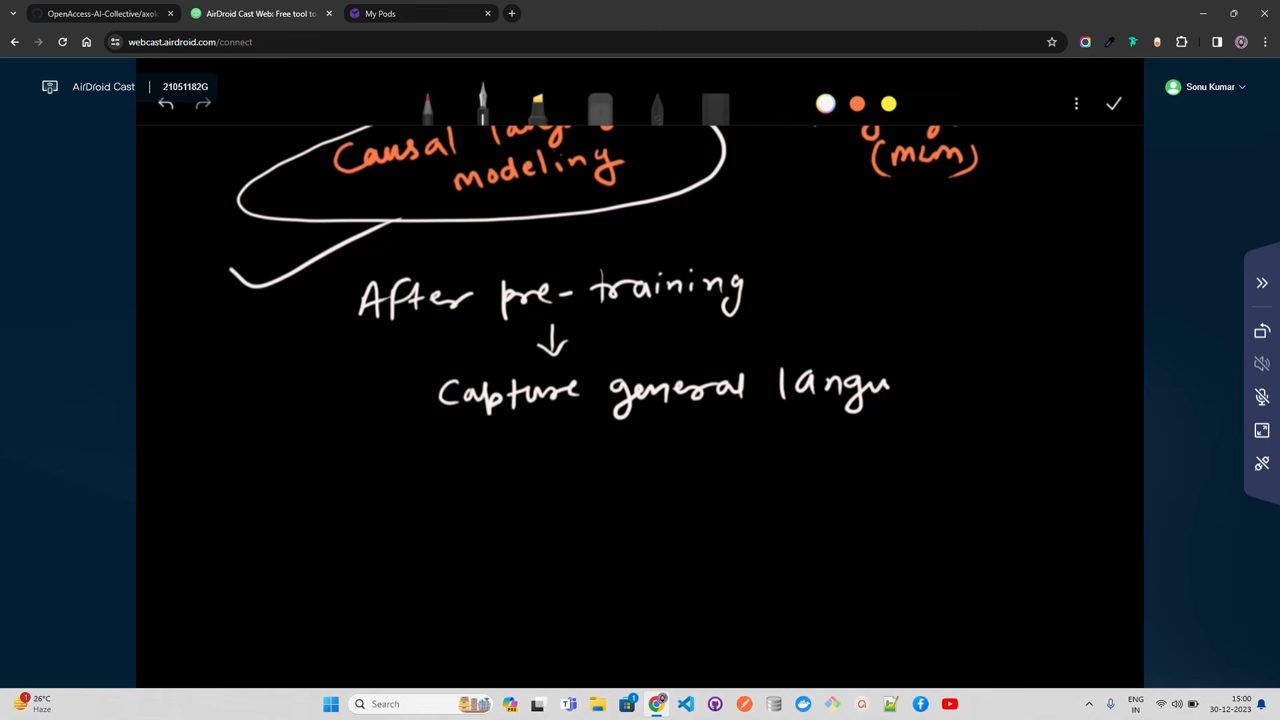 OpenAccess-AI-Collective/axol
AirDroid Cast Web: Free tool to
My Pods
webcast.airdroid.com/connect
AirDroid Cast
21051182G
Sonu Kumar
Causal
modeling
(MLM)
After pre-training
Capture general langu
1
26°C
Haze
Search
ENG
IN
15:00
30-12-2023